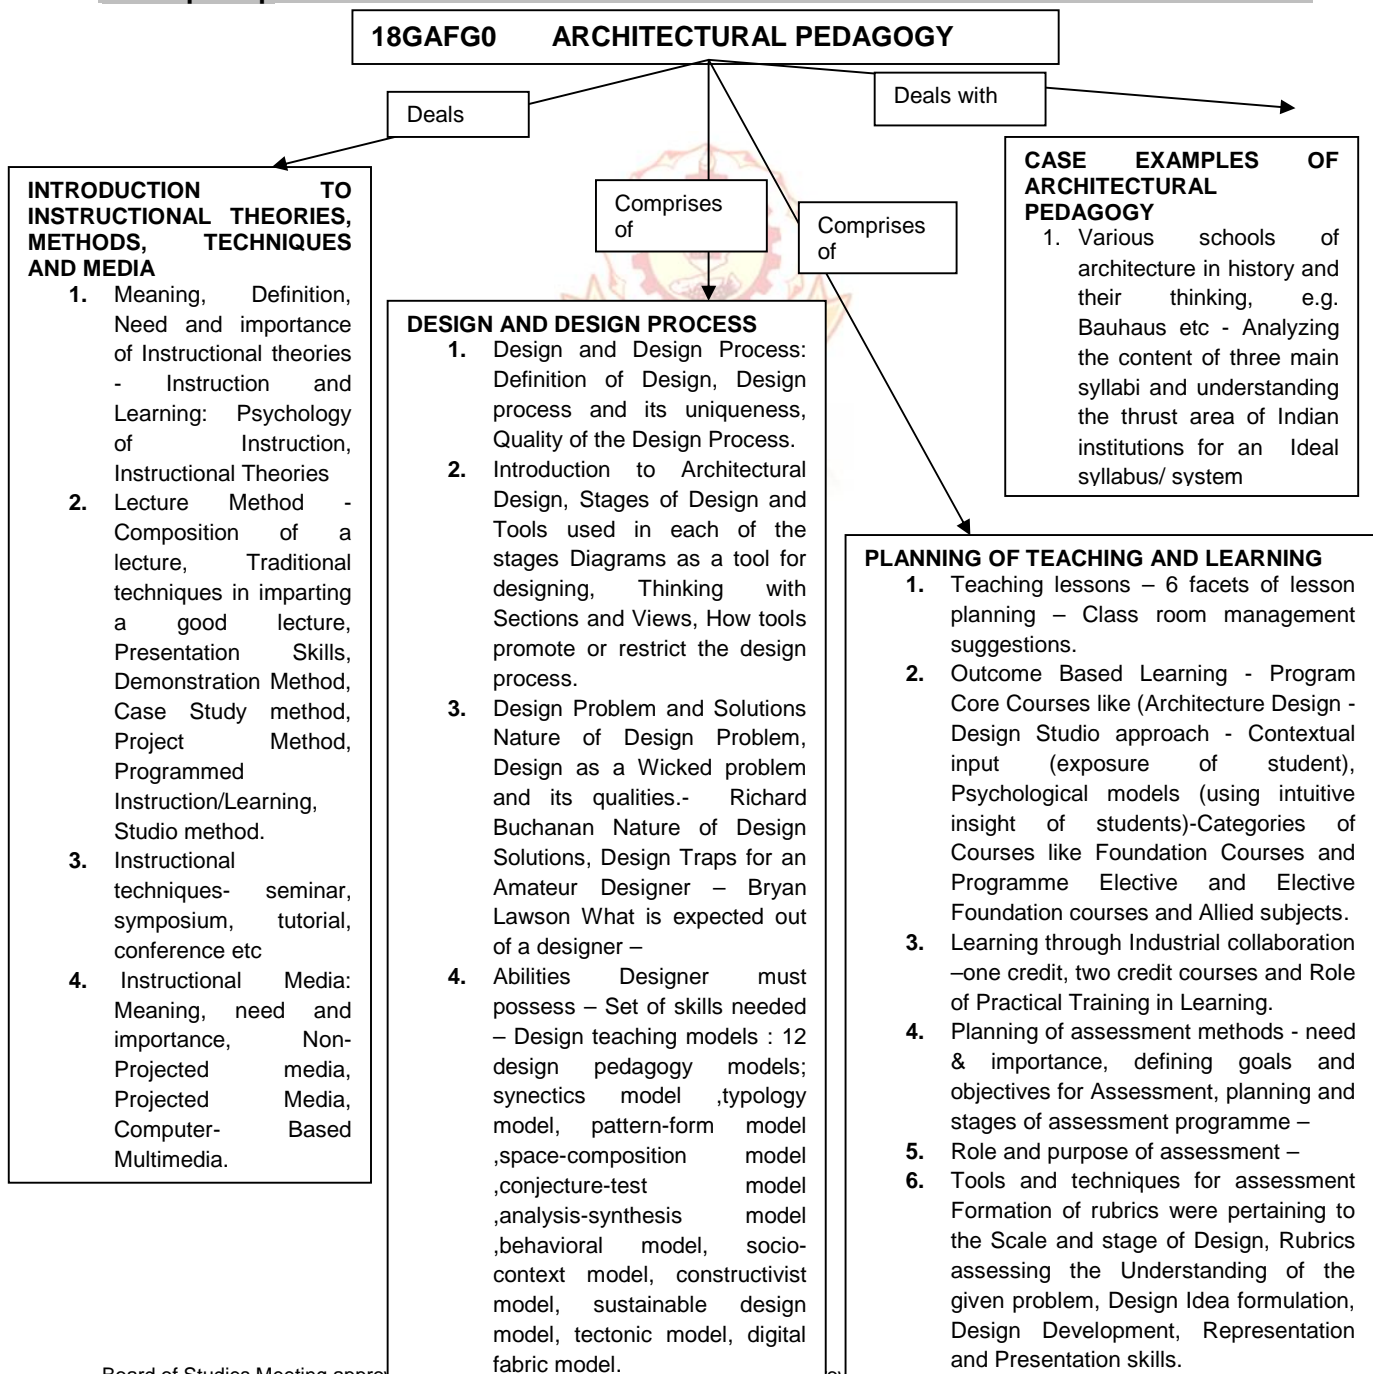 18GAFG0 ARCHITECTURAL PEDAGOGY
Deals
Deals with
Comprises
of
Comprises
of
INTRODUCTION TO
INSTRUCTIONAL THEORIES,
METHODS, TECHNIQUES
AND MEDIA
1. Meaning, Definition,
Need and importance
of Instructional theories
- Instruction and
Learning: Psychology
of Instruction,
Instructional Theories
2. Lecture Method -
Composition of a
lecture, Traditional
techniques in imparting
a good lecture,
Presentation Skills,
Demonstration Method,
Case Study method,
Project Method,
Programmed
Instruction/Learning,
Studio method.
3. Instructional
techniques- seminar,
symposium, tutorial,
conference etc
4. Instructional Media:
Meaning, need and
importance, Non-
Projected media,
Projected Media,
Computer- Based
Multimedia.
DESIGN AND DESIGN PROCESS
1. Design and Design Process:
Definition of Design, Design
process and its uniqueness,
Quality of the Design Process.
2. Introduction to Architectural
Design, Stages of Design and
Tools used in each of the
stages Diagrams as a tool for
designing, Thinking with
Sections and Views, How tools
promote or restrict the design
process.
3. Design Problem and Solutions
Nature of Design Problem,
Design as a Wicked problem
and its qualities.- Richard
Buchanan Nature of Design
Solutions, Design Traps for an
Amateur Designer – Bryan
Lawson What is expected out
of a designer –
4. Abilities Designer must
possess – Set of skills needed
– Design teaching models : 12
design pedagogy models;
synectics model ,typology
model, pattern-form model
,space-composition model
,conjecture-test model
,analysis-synthesis model
,behavioral model, socio-
context model, constructivist
model, sustainable design
model, tectonic model, digital
fabric model.
CASE EXAMPLES OF
ARCHITECTURAL
PEDAGOGY
1. Various schools of
architecture in history and
their thinking, e.g.
Bauhaus etc - Analyzing
the content of three main
syllabi and understanding
the thrust area of Indian
institutions for an Ideal
syllabus/ system
PLANNING OF TEACHING AND LEARNING
1. Teaching lessons – 6 facets of lesson
planning – Class room management
suggestions.
2. Outcome Based Learning - Program
Core Courses like (Architecture Design -
Design Studio approach - Contextual
input (exposure of student),
Psychological models (using intuitive
insight of students)-Categories of
Courses like Foundation Courses and
Programme Elective and Elective
Foundation courses and Allied subjects.
3. Learning through Industrial collaboration
–one credit, two credit courses and Role
of Practical Training in Learning.
4. Planning of assessment methods - need
& importance, defining goals and
objectives for Assessment, planning and
stages of assessment programme –
5. Role and purpose of assessment –
6. Tools and techniques for assessment
Formation of rubrics were pertaining to
the Scale and stage of Design, Rubrics
assessing the Understanding of the
given problem, Design Idea formulation,
Design Development, Representation
and Presentation skills.
Board of Studies Meeting